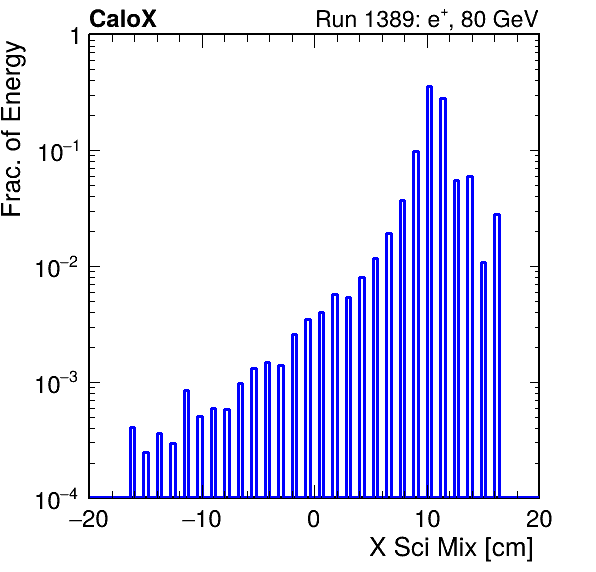 CaloX Run 1389: e⁺, 80 GeV
Frac. of Energy
1
10⁻¹
10⁻²
10⁻³
10⁻⁴
−20 −10 0 10 20
X Sci Mix [cm]